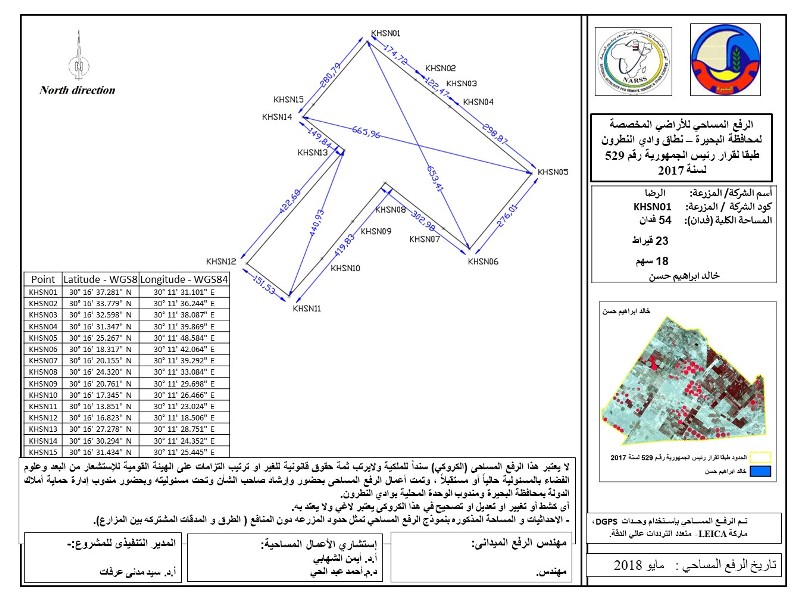 North direction
KHSN01
174,72
KHSN02
122,47
KHSN03
KHSN04
298,87
KHSN05
280,79
KHSN15
KHSN14
149,84
KHSN13
665,96
653,41
276,01
422,69
440,93
KHSN08
302,98
KHSN09
KHSN07
KHSN06
419,83
KHSN10
KHSN12
151,53
KHSN11
Point Latitude - WGS8 Longitude - WGS84
KHSN01 30° 16' 37.281" N 30° 11' 31.101" E
KHSN02 30° 16' 33.779" N 30° 11' 36.244" E
KHSN03 30° 16' 32.598" N 30° 11' 38.087" E
KHSN04 30° 16' 31.347" N 30° 11' 39.869" E
KHSN05 30° 16' 25.267" N 30° 11' 48.584" E
KHSN06 30° 16' 18.317" N 30° 11' 42.064" E
KHSN07 30° 16' 20.155" N 30° 11' 39.292" E
KHSN08 30° 16' 24.320" N 30° 11' 33.084" E
KHSN09 30° 16' 20.761" N 30° 11' 29.698" E
KHSN10 30° 16' 17.345" N 30° 11' 26.466" E
KHSN11 30° 16' 13.851" N 30° 11' 23.024" E
KHSN12 30° 16' 16.823" N 30° 11' 18.506" E
KHSN13 30° 16' 27.278" N 30° 11' 28.751" E
KHSN14 30° 16' 30.294" N 30° 11' 24.352" E
KHSN15 30° 16' 31.434" N 30° 11' 25.445" E
NARSS
الرفع المساحي للأراضي المخصصة
لمحافظة البحيرة – نطاق وادي النطرون
طبقا لقرار رئيس الجمهورية رقم 529
لسنة 2017
أسم الشركة/ المزرعة: الرضا
كود الشركة / المزرعة: KHSN01
المساحة الكلية (فدان): 54 فدان
23 قيراط
18 سهم
خالد ابراهيم حسن
خالد ابراهيم حسن
الحدود طبقا لقرار رئيس الجمهورية رقم 529 لسنة 2017
خالد ابراهيم حسن
تم الرفع المساحى بإستخدام وحدات DGPS ،
ماركة LEICA – متعدد الترددات عالي الدقة.
تاريخ الرفع المساحي : مايو 2018
لا يعتبر هذا الرفع المساحى (الكروكي) سنداً للملكية ولايرتب ثمة حقوق قانونية للغير او ترتيب التزامات على الهيئة القومية للإستشعار من البعد وعلوم
الفضاء بالمسئولية حالياً أو مستقبلاً ، وتمت أعمال الرفع المساحى بحضور وإرشاد صاحب الشأن وتحت مسئوليته وبحضور مندوب إدارة حماية أملاك
الدولة بمحافظة البحيرة ومندوب الوحدة المحلية بوادي النطرون.
أى كشط أو تغيير او تعديل او تصحيح في هذا الكروكى يعتبر لاغي ولا يعتد به.
- الاحداثيات و المساحة المذكوره بنموذج الرفع المساحي تمثل حدود المزرعه دون المنافع ( الطرق و المدقات المشتركه بين المزارع).
مهندس الرفع الميدانى:
مهندس.
إستشاري الأعمال المساحية:
أ.د. أيمن الشهابي
د.م.أحمد عبد الحي
المدير التنفيذى للمشروع:-
أ.د. سيد مدنى عرفات